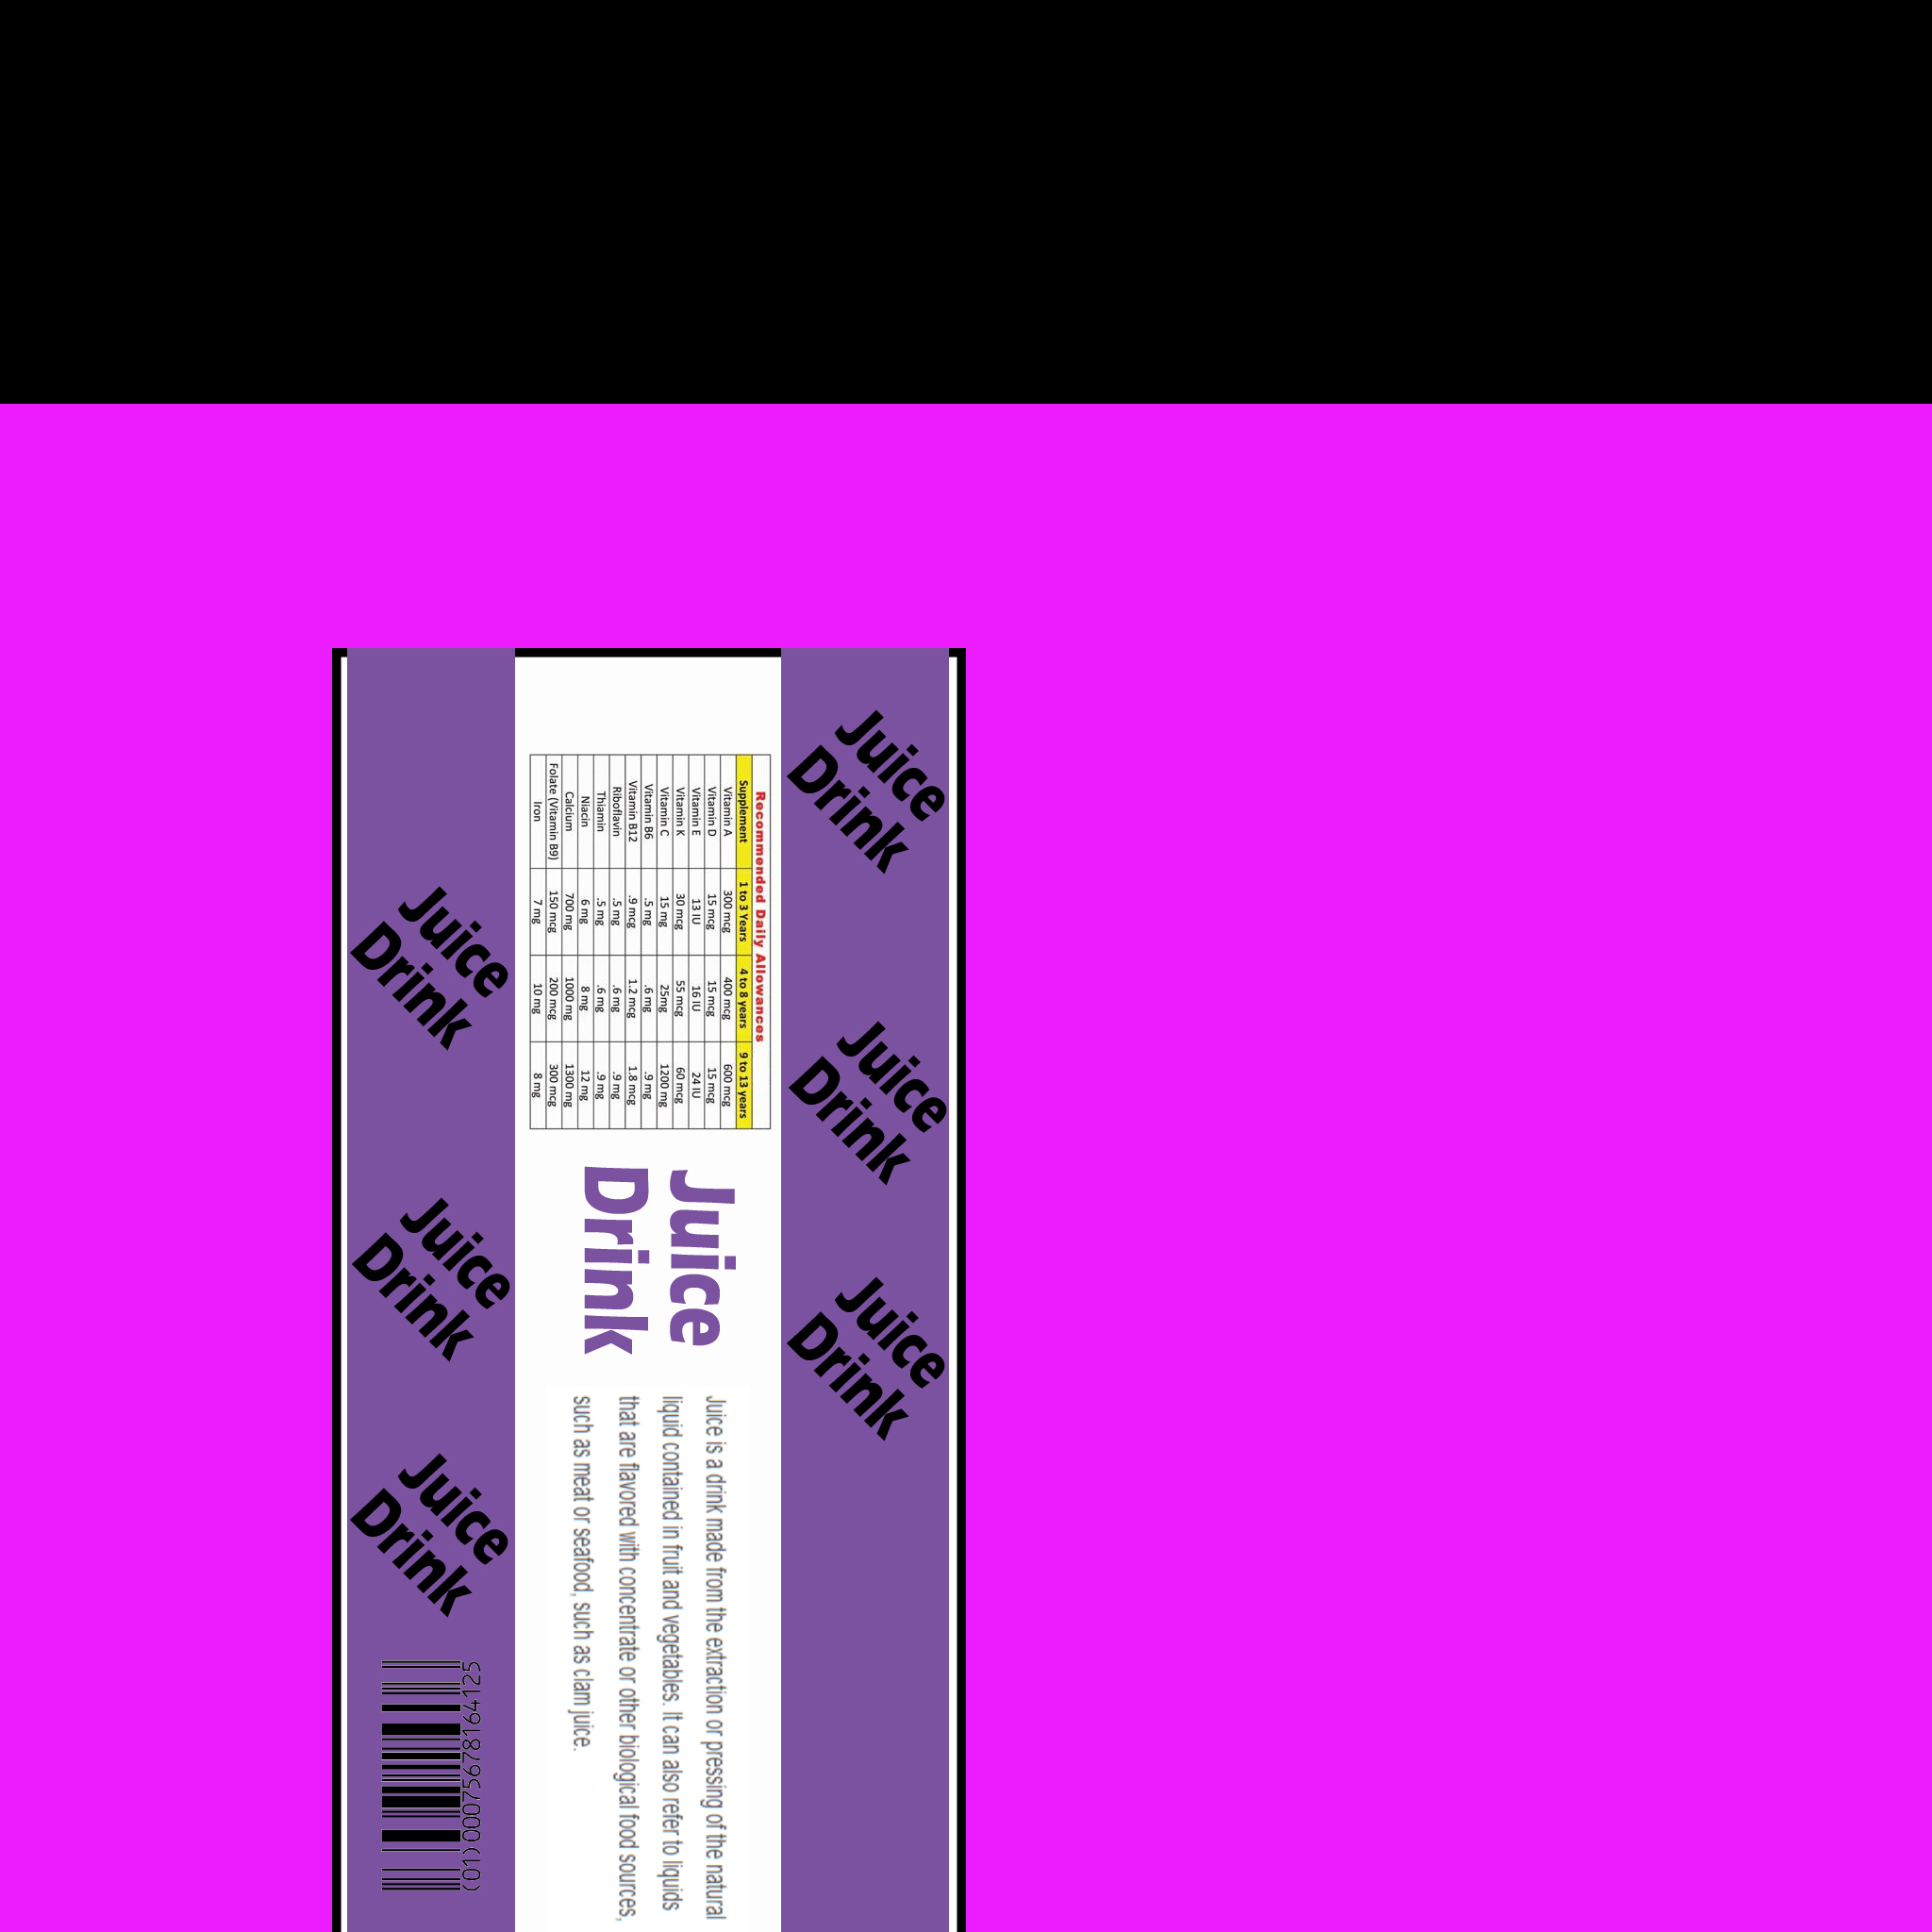 Juice
Drink
Juice
Drink
Juice
Drink
Recommended Daily Allowances
Supplement 1 to 3 Years 4 to 8 years 9 to 13 years
Vitamin A 300 mcg 400 mcg 600 mcg
Vitamin D 15 mcg 15 mcg 15 mcg
Vitamin E 13 IU 16 IU 24 IU
Vitamin K 30 mcg 55 mcg 60 mcg
Vitamin C 15 mg 25mg 1200 mg
Vitamin B6 .5 mg .6 mg .9 mg
Vitamin B12 .9 mcg 1.2 mcg 1.8 mcg
Riboflavin .5 mg .6 mg .9 mg
Thiamin .5 mg .6 mg .9 mg
Niacin 6 mg 8 mg 12 mg
Calcium 700 mg 1000 mg 1300 mg
Folate (Vitamin B9) 150 mcg 200 mcg 300 mcg
Iron 7 mg 10 mg 8 mg
Juice
Drink
Juice is a drink made from the extraction or pressing of the natural
liquid contained in fruit and vegetables. It can also refer to liquids
that are flavored with concentrate or other biological food sources,
such as meat or seafood, such as clam juice.
Juice
Drink
Juice
Drink
Juice
Drink
(01)00075678164125